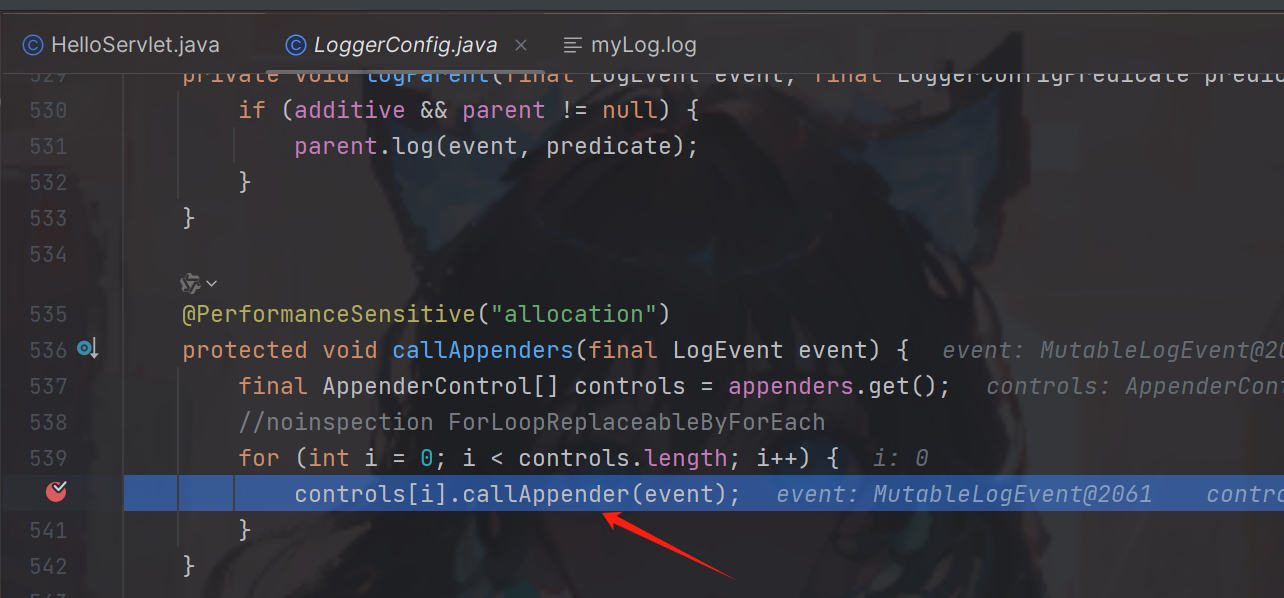 HelloServlet.java LoggerConfig.java × myLog.log
529 private void logParent(final LogEvent event, final LoggerConfigPredicate predic
530 if (additive && parent != null) {
531 parent.log(event, predicate);
532 }
533 }
534
535 @PerformanceSensitive("allocation")
536 protected void callAppenders(final LogEvent event) { event: MutableLogEvent@20
537 final AppenderControl[] controls = appenders.get(); controls: AppenderCont
538 //noinspection ForLoopReplaceableByForEach
539 for (int i = 0; i < controls.length; i++) { i: 0
controls[i].callAppender(event); event: MutableLogEvent@2061 contro
541 }
542 }